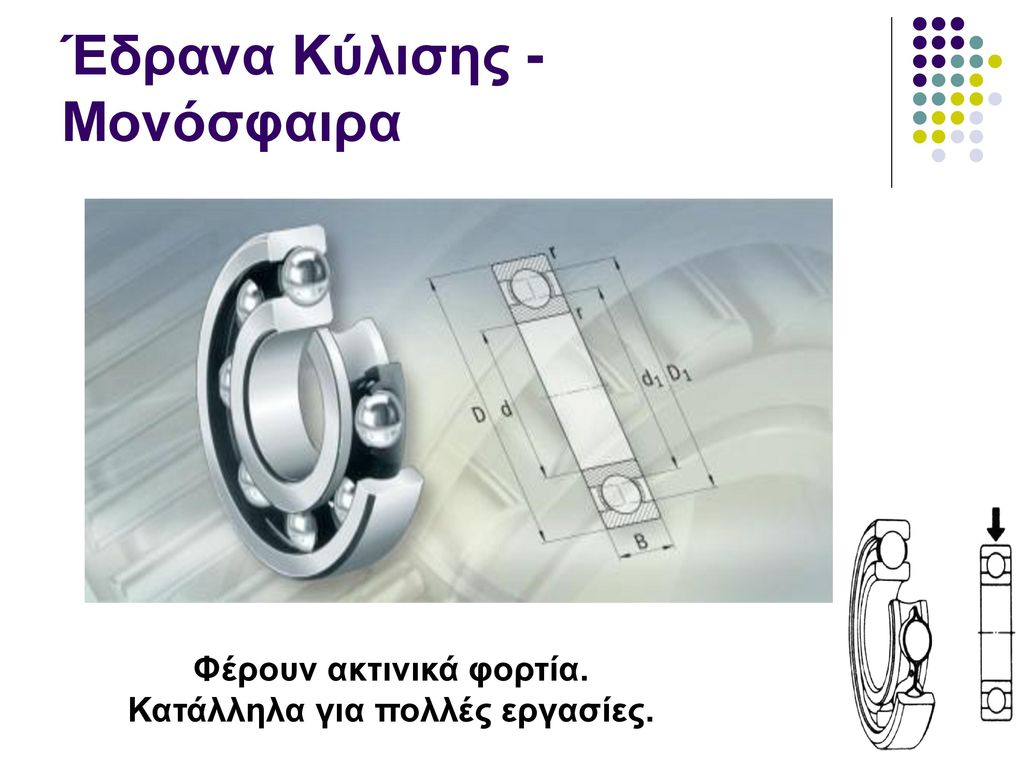 Έδρανα Κύλισης -
Μονόσφαιρα
r
r
D d
d₁ D₁
B
Φέρουν ακτινικά φορτία.
Κατάλληλα για πολλές εργασίες.